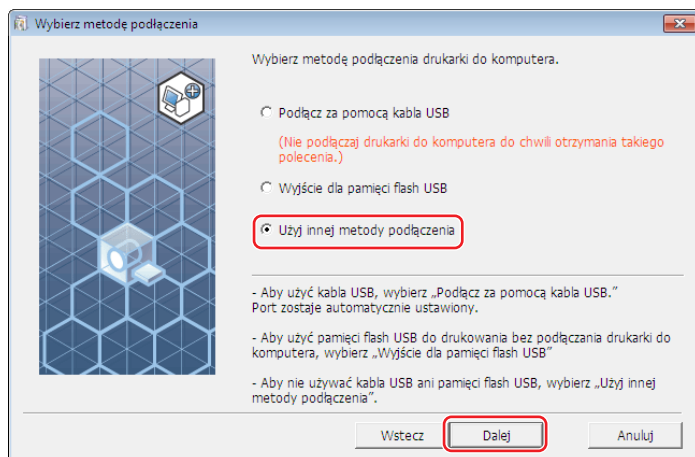 Wybierz metodę podłączenia
Wybierz metodę podłączenia drukarki do komputera.
Podłącz za pomocą kabla USB
(Nie podłączaj drukarki do komputera do chwili otrzymania takiego
polecenia.)
Wyjście dla pamięci flash USB
Użyj innej metody podłączenia
- Aby użyć kabla USB, wybierz „Podłącz za pomocą kabla USB.”
Port zostaje automatycznie ustawiony.
- Aby użyć pamięci flash USB do drukowania bez podłączania drukarki do
komputera, wybierz „Wyjście dla pamięci flash USB”
- Aby nie używać kabla USB ani pamięci flash USB, wybierz „Użyj innej
metody podłączenia”.
Wstecz Dalej Anuluj